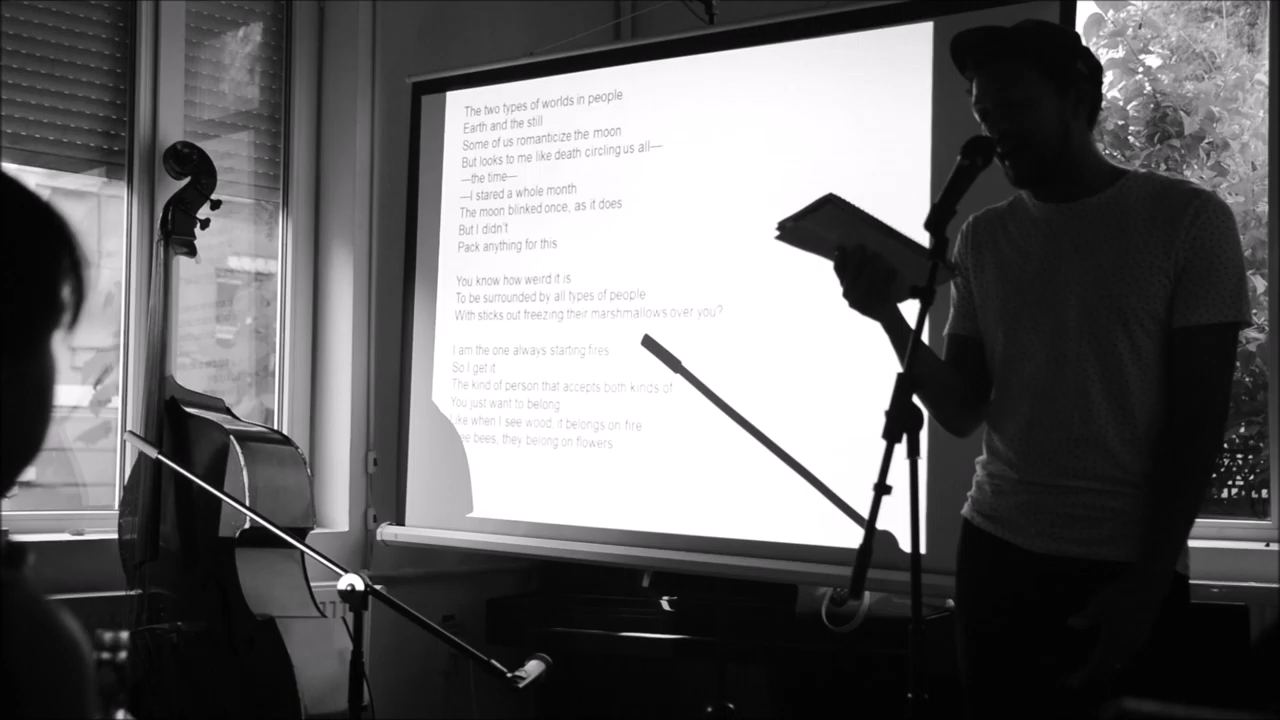 The two types of worlds in people
Earth and the still
Some of us romanticize the moon
But looks to me like death circling us all—
—the time—
—I stared a whole month
The moon blinked once, as it does
But I didn't
Pack anything for this
You know how weird it is
To be surrounded by all types of people
With sticks out freezing their marshmallows over you?
I am the one always starting fires
So I get it
The kind of person that accepts both kinds of
You just want to belong
Like when I see wood, it belongs on fire
bees, they belong on flowers